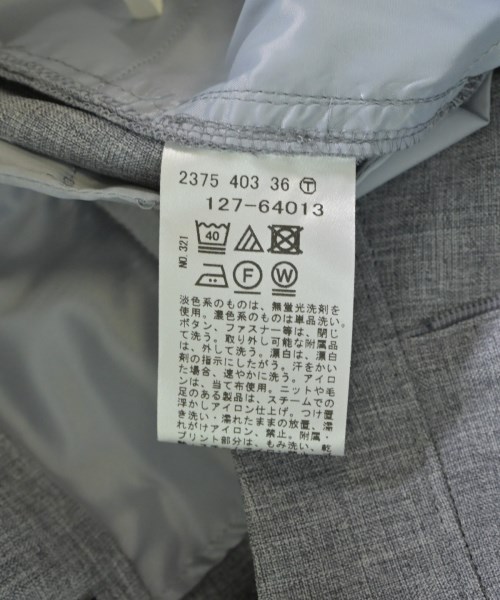 2375 403 36 Ⓣ
127-64013
NO.321
40
F W
淡色系のものは、無蛍光洗剤を
使用。濃色系のものは単品洗い。
ボタン、ファスナー等は、閉じ
て洗う。取り外し可能な附属品
は、外して洗う。漂白は、漂白
剤の指示にしたがう。汗をかい
た場合、速やかに洗う。アイロ
ンは、当て布使用。ニットや毛
足のある製品は、スチームでの
浮かしアイロン仕上げ。つけ置
き洗い・濡れたままの放置、濡
れがけアイロン、禁止。附属・
プリント部分は、もみ洗い、乾